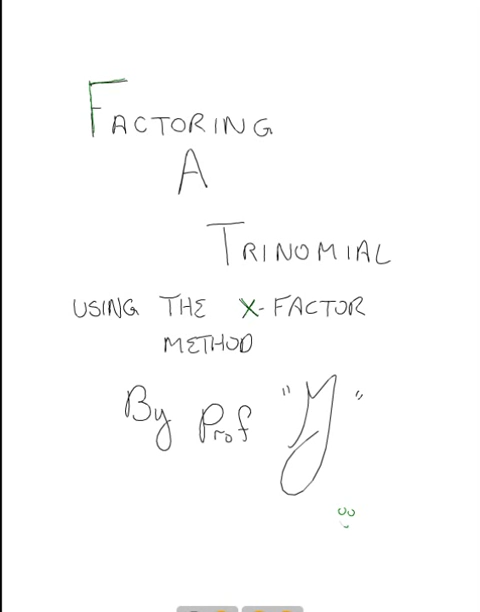 FACTORING
A
TRINOMIAL
USING THE X-FACTOR
METHOD
By Prof "Y"